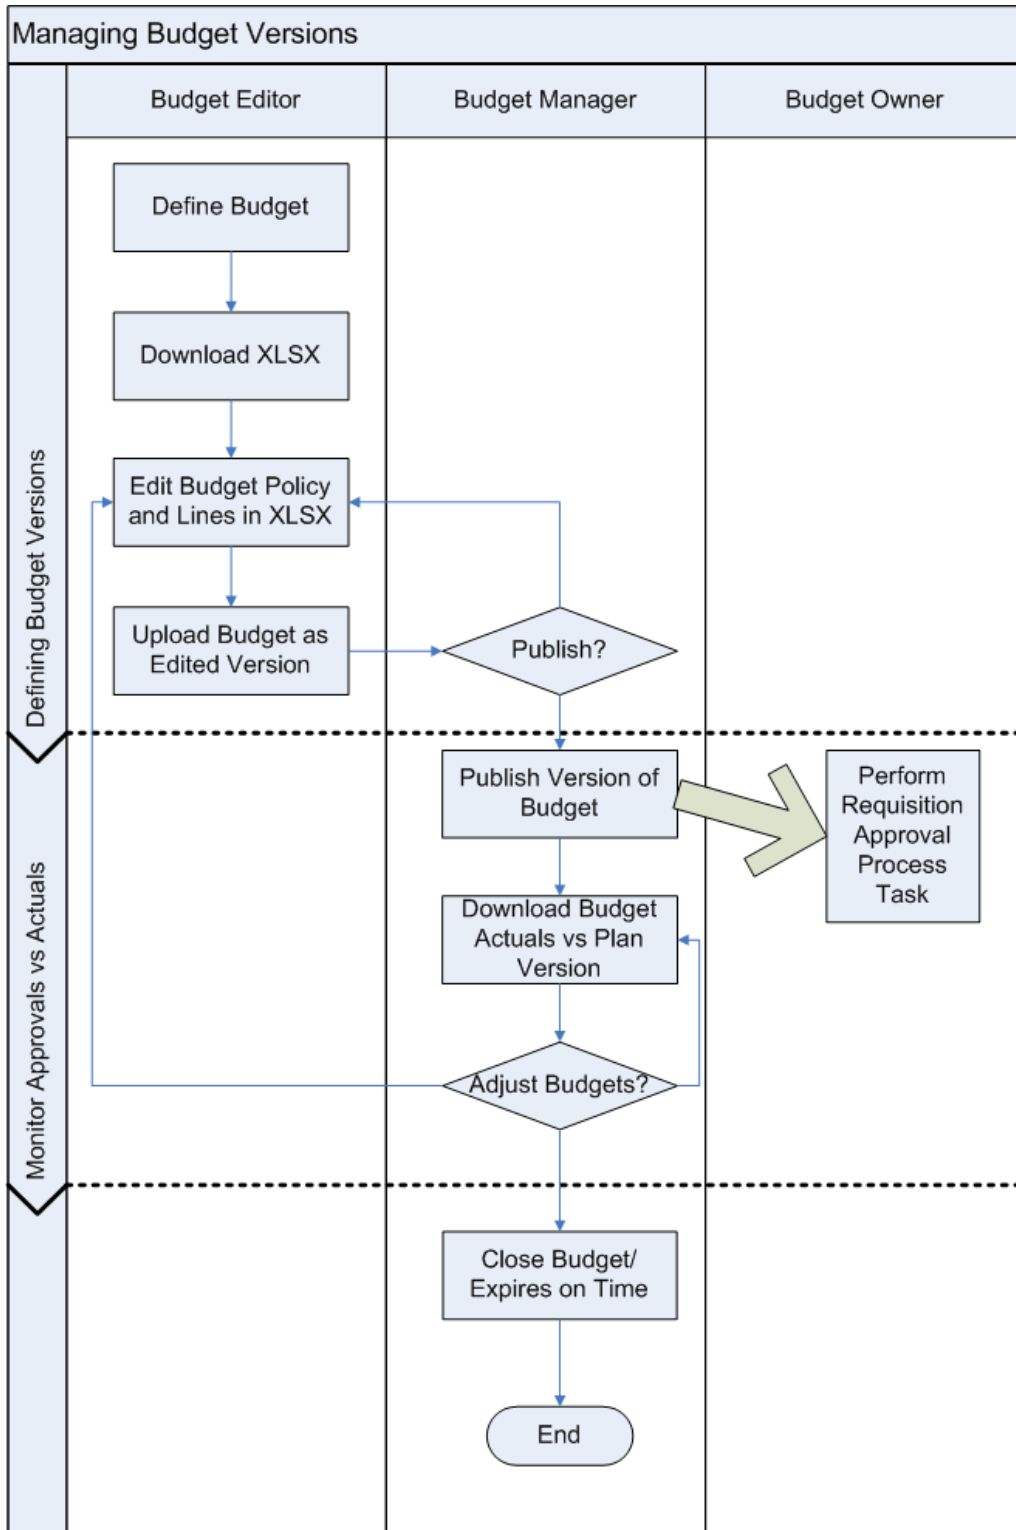 Managing Budget Versions
Budget Editor
Budget Manager
Budget Owner
Defining Budget Versions
Define Budget
Download XLSX
Edit Budget Policy
and Lines in XLSX
Upload Budget as
Edited Version
Publish?
Monitor Approvals vs Actuals
Publish Version of
Budget
Perform
Requisition
Approval
Process
Task
Download Budget
Actuals vs Plan
Version
Adjust Budgets?
Close Budget/
Expires on Time
End